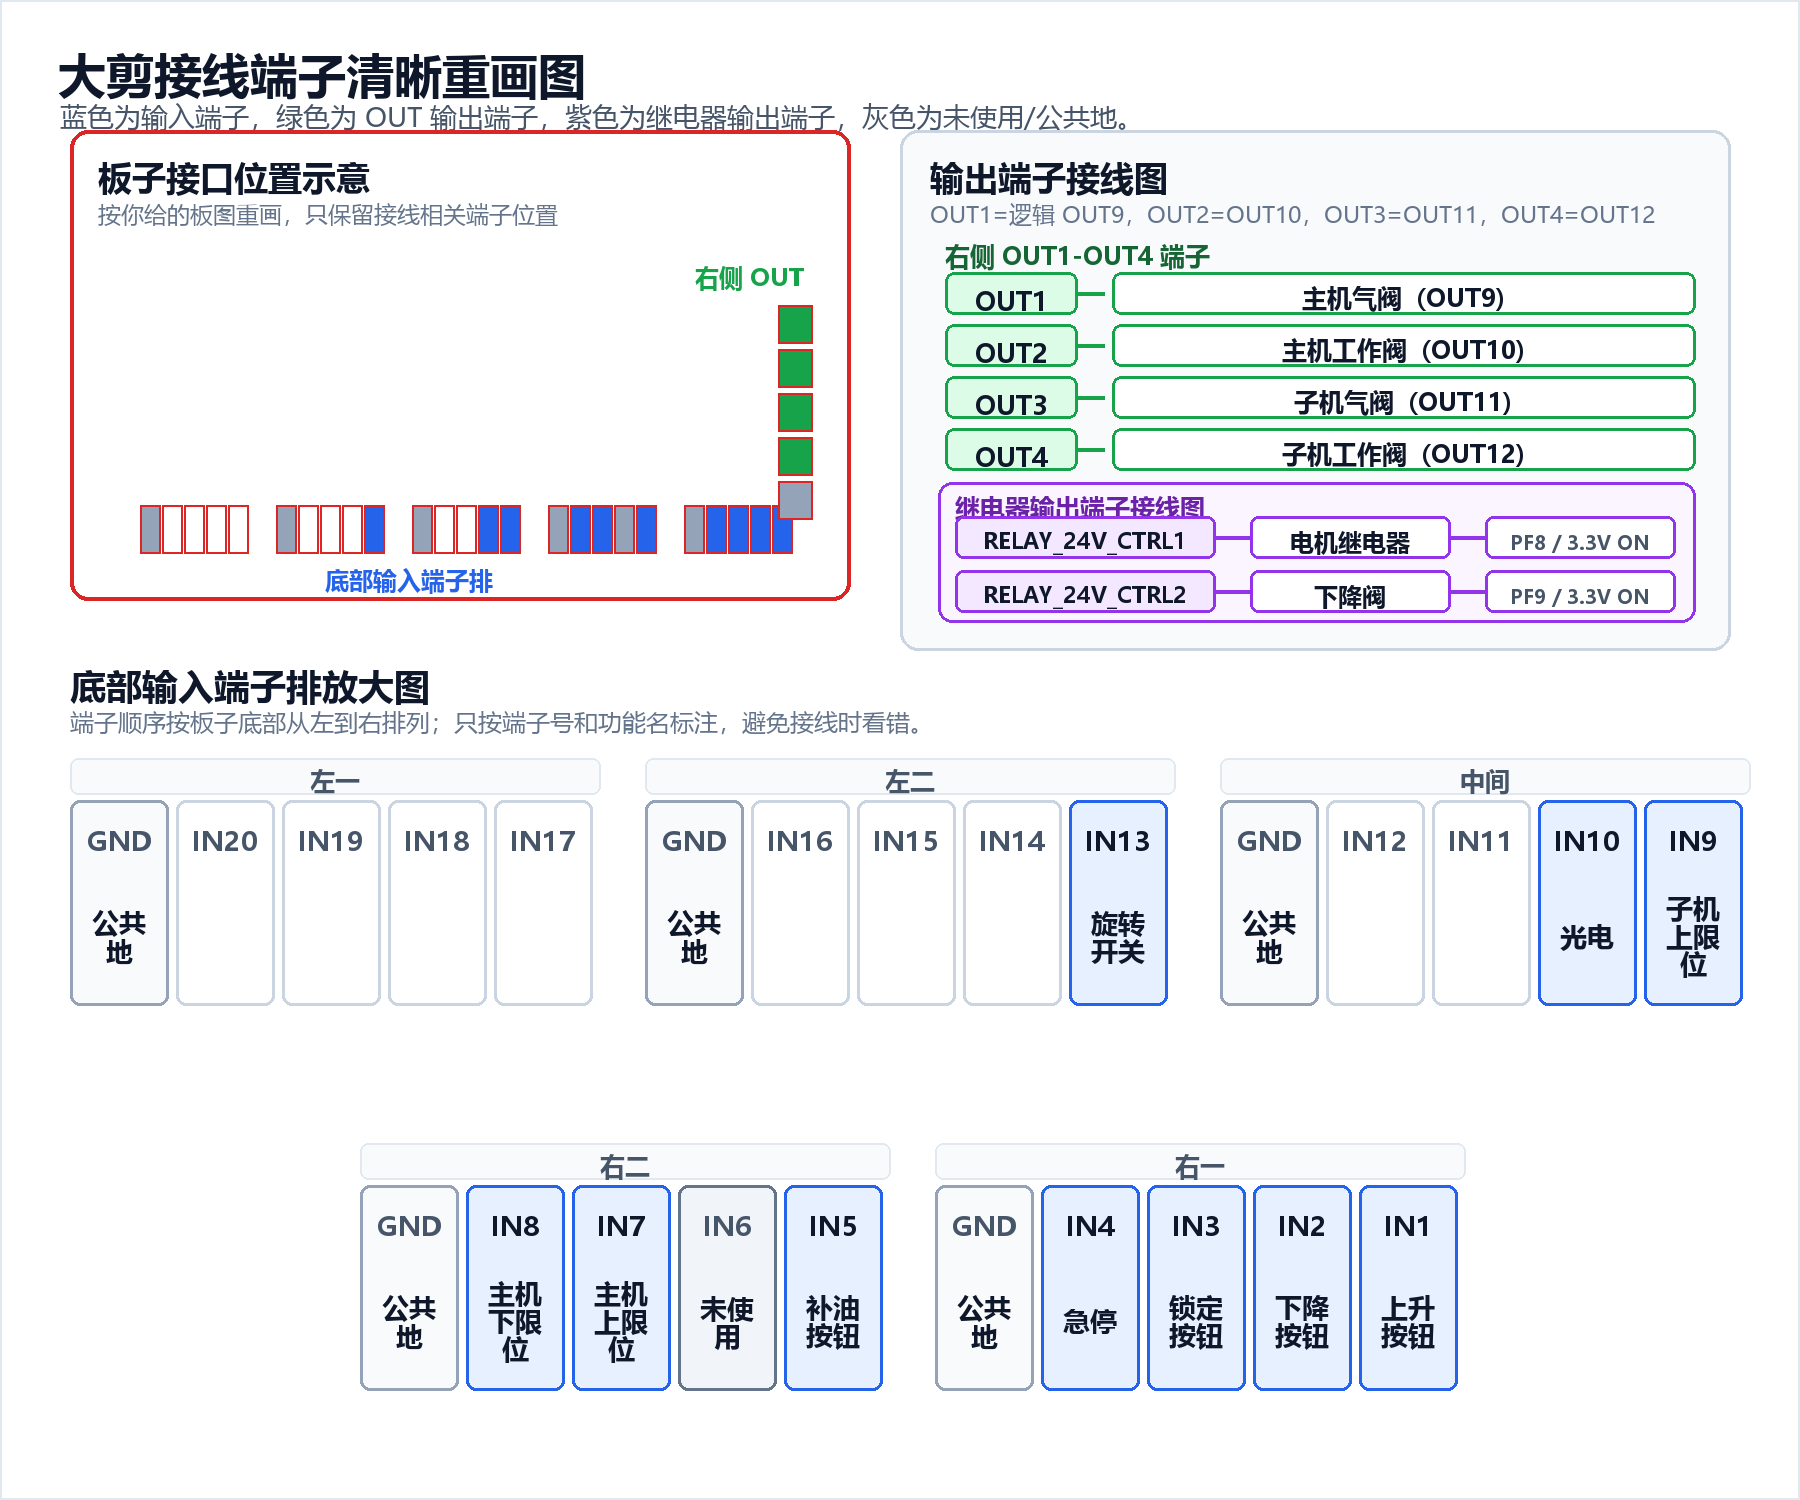 大剪接线端子清晰重画图
蓝色为输入端子，绿色为 OUT 输出端子，紫色为继电器输出端子，灰色为未使用/公共地。
板子接口位置示意
按你给的板图重画，只保留接线相关端子位置
右侧 OUT
底部输入端子排
输出端子接线图
OUT1=逻辑 OUT9，OUT2=OUT10，OUT3=OUT11，OUT4=OUT12
右侧 OUT1-OUT4 端子
OUT1 主机气阀（OUT9）
OUT2 主机工作阀（OUT10）
OUT3 子机气阀（OUT11）
OUT4 子机工作阀（OUT12）
继电器输出端子接线图
RELAY_24V_CTRL1 电机继电器 PF8 / 3.3V ON
RELAY_24V_CTRL2 下降阀 PF9 / 3.3V ON
底部输入端子排放大图
端子顺序按板子底部从左到右排列；只按端子号和功能名标注，避免接线时看错。
左一
GND
公共
地
IN20
IN19
IN18
IN17
左二
GND
公共
地
IN16
IN15
IN14
IN13
旋转
开关
中间
GND
公共
地
IN12
IN11
IN10
光电
IN9
子机
上限
位
右二
GND
公共
地
IN8
主机
下限
位
IN7
主机
上限
位
IN6
未使
用
IN5
补油
按钮
右一
GND
公共
地
IN4
急停
IN3
锁定
按钮
IN2
下降
按钮
IN1
上升
按钮